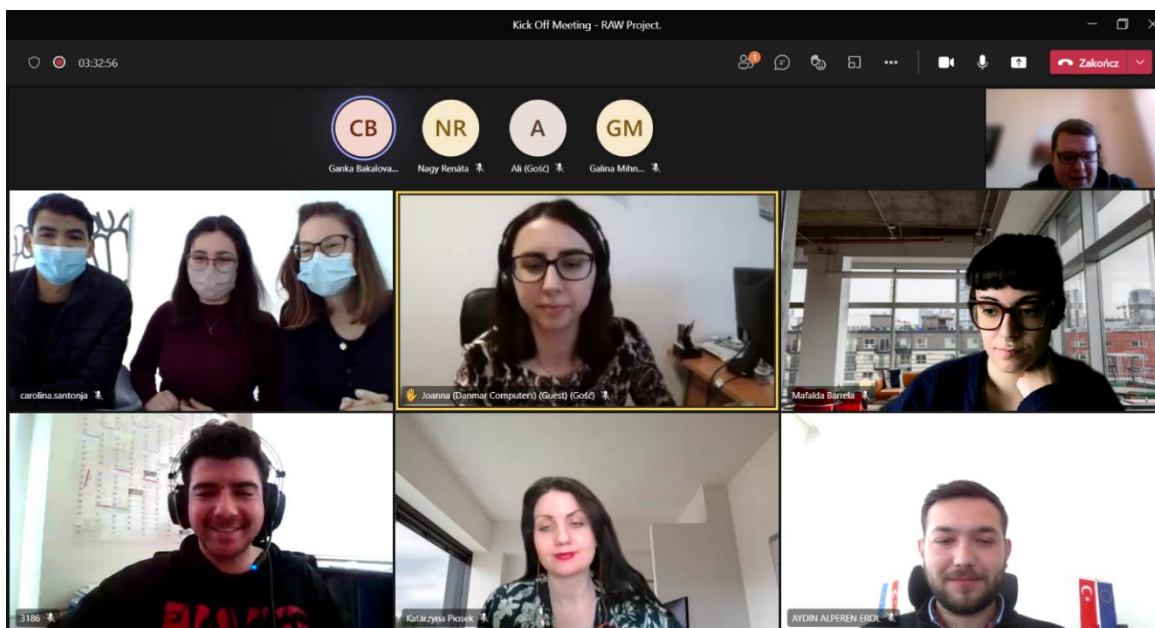 Kick Off Meeting - RAW Project.
03:32:56
1
Zakończ
CB
NR
A
GM
Ganka Bakalova...
Nagy Renáta
Ali (Gość)
Galina Mihn...
carolina.santonja
Joanna (Danmar Computers) (Guest) (Gość)
Mafalda Barrela
3186
Katarzyna Piosek
AYDIN ALPEREN EROL